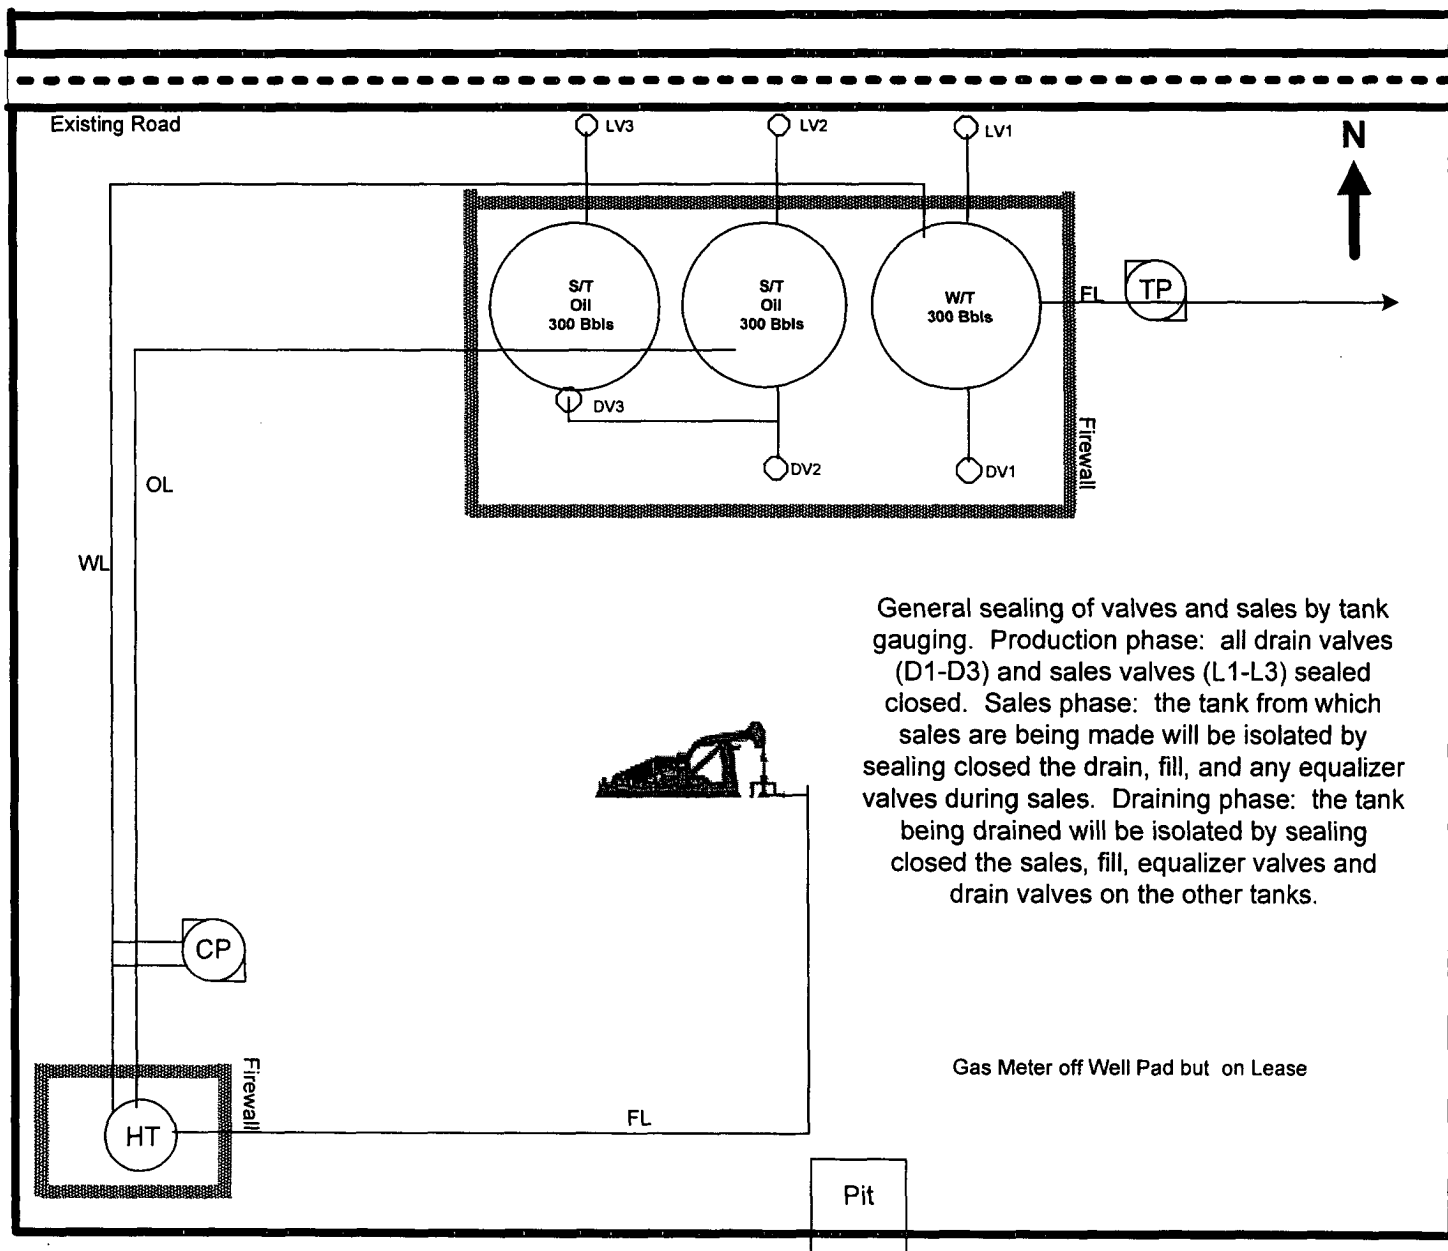 Existing Road
LV3
LV2
LV1
N
S/T
Oil
300 Bbls
S/T
Oil
300 Bbls
W/T
300 Bbls
FL
TP
DV3
DV2
DV1
Firewall
OL
WL
General sealing of valves and sales by tank
gauging. Production phase: all drain valves
(D1-D3) and sales valves (L1-L3) sealed
closed. Sales phase: the tank from which
sales are being made will be isolated by
sealing closed the drain, fill, and any equalizer
valves during sales. Draining phase: the tank
being drained will be isolated by sealing
closed the sales, fill, equalizer valves and
drain valves on the other tanks.
CP
Gas Meter off Well Pad but on Lease
Firewall
HT
FL
Pit